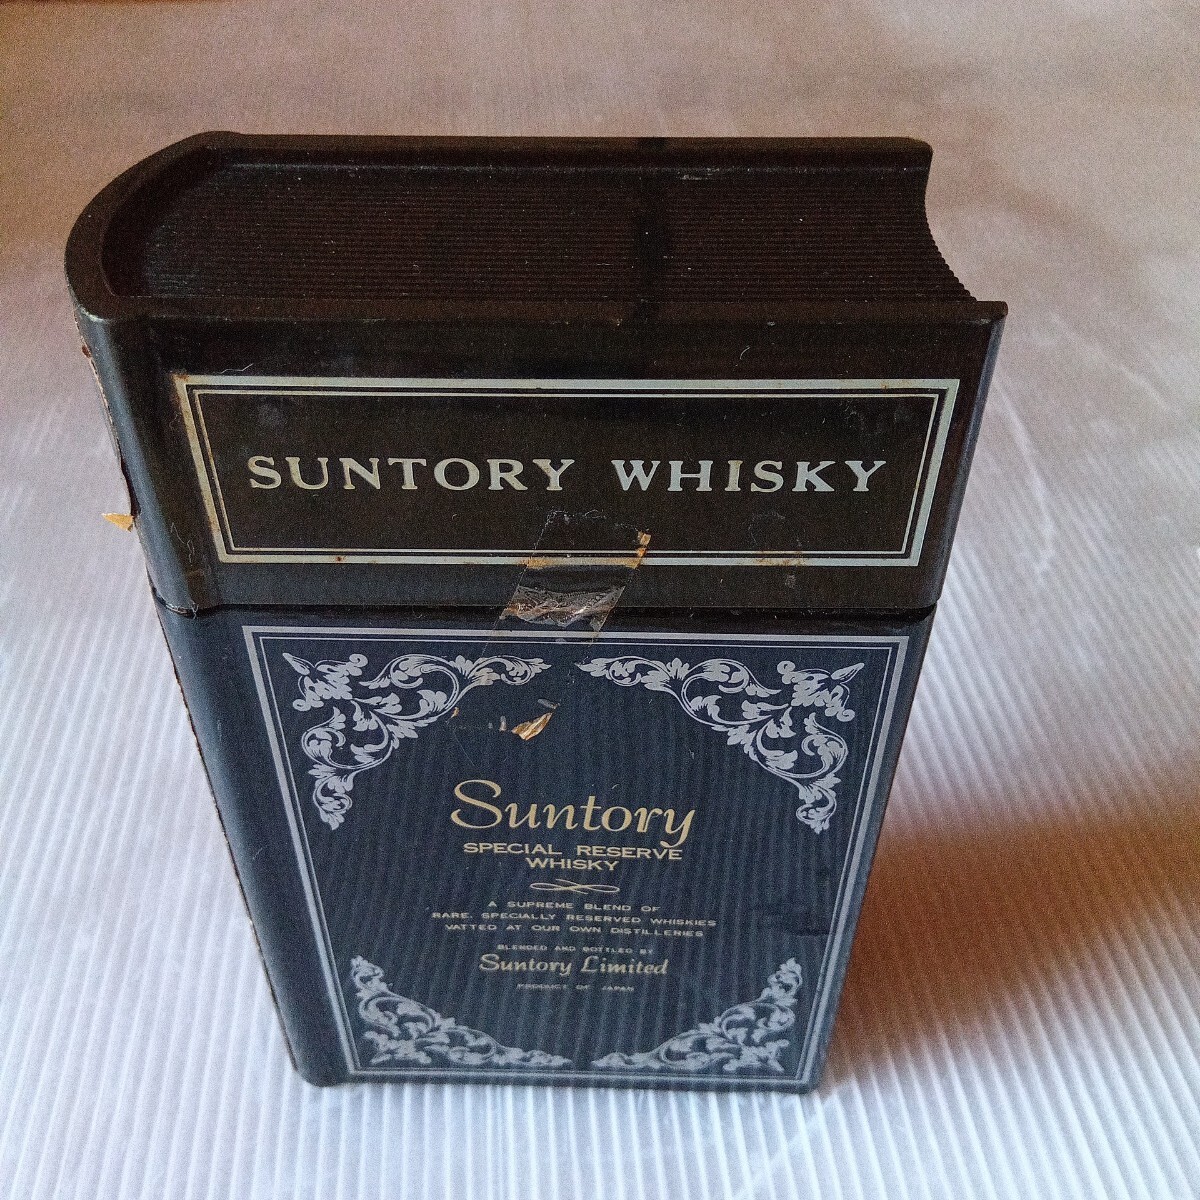 SUNTORY WHISKY
Suntory
SPECIAL RESERVE
WHISKY
A SUPREME BLEND OF
RARE, SPECIALLY RESERVED WHISKIES
VATTED AT OUR OWN DISTILLERIES
BLENDED AND BOTTLED BY
Suntory Limited
PRODUCT OF JAPAN